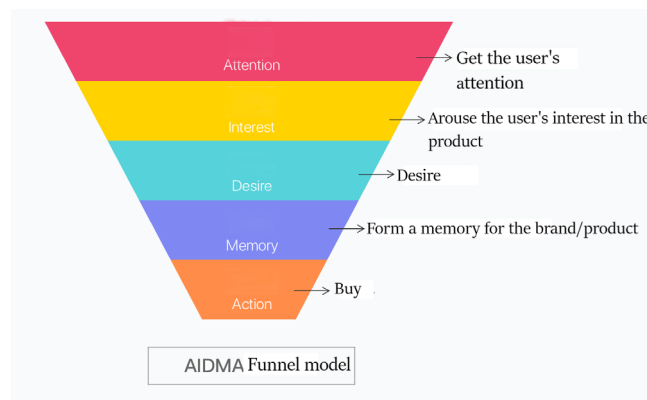 Attention
Get the user's
attention
Interest
Arouse the user's interest in the
product
Desire
Desire
Memory
Form a memory for the brand/product
Action
Buy
AIDMA Funnel model